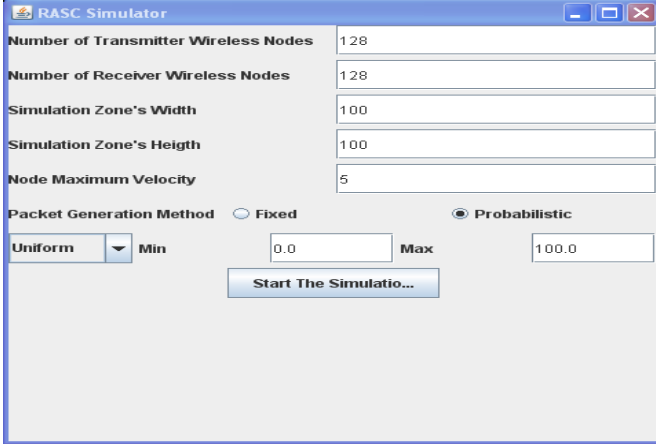 RASC Simulator
Number of Transmitter Wireless Nodes 128
Number of Receiver Wireless Nodes 128
Simulation Zone's Width 100
Simulation Zone's Heigth 100
Node Maximum Velocity 5
Packet Generation Method Fixed Probabilistic
Uniform Min 0.0 Max 100.0
Start The Simulatio...